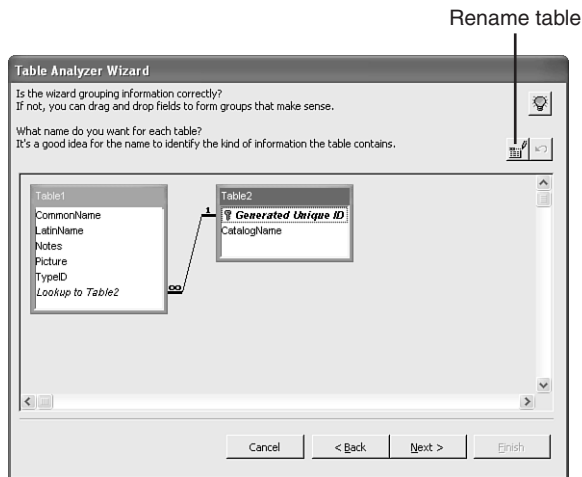 Rename table
Table Analyzer Wizard
Is the wizard grouping information correctly?
If not, you can drag and drop fields to form groups that make sense.
What name do you want for each table?
It's a good idea for the name to identify the kind of information the table contains.
Table1
CommonName
LatinName
Notes
Picture
TypeID
Lookup to Table2
∞
1
Table2
Generated Unique ID
CatalogName
Cancel
< Back
Next >
Finish